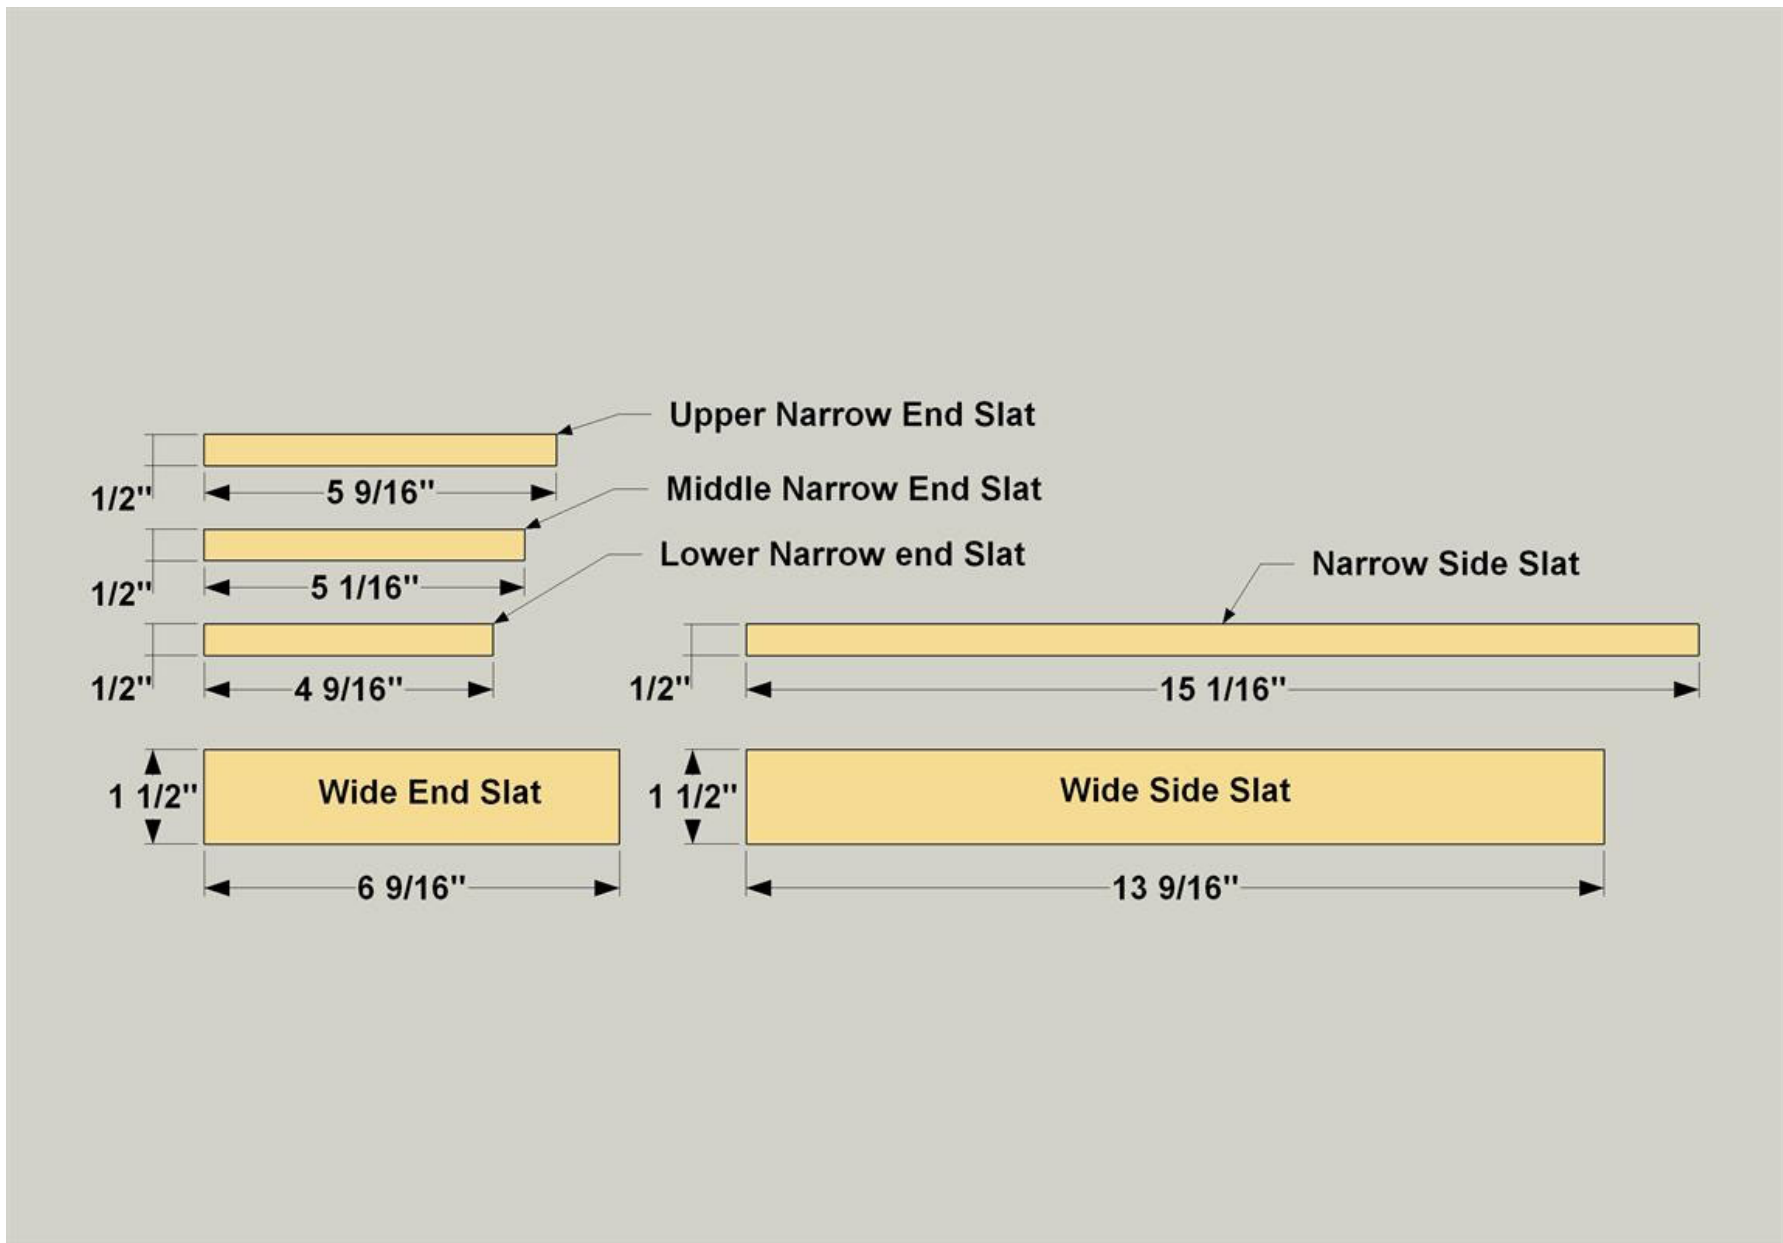 Upper Narrow End Slat
1/2"
5 9/16"
Middle Narrow End Slat
1/2"
5 1/16"
Lower Narrow end Slat
Narrow Side Slat
1/2"
4 9/16"
1/2"
15 1/16"
1 1/2"
Wide End Slat
1 1/2"
Wide Side Slat
6 9/16"
13 9/16"